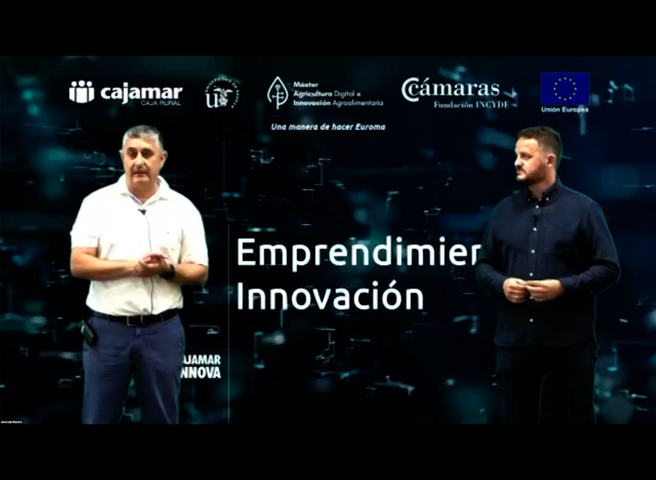 cajamar
CAJA RURAL
Máster
Agricultura Digital e
Innovación Agroalimentaria
Cámaras
Fundación INCYDE
Unión Europea
Una manera de hacer Euroma
Emprendimier
Innovación
AJAMAR
NNOVA